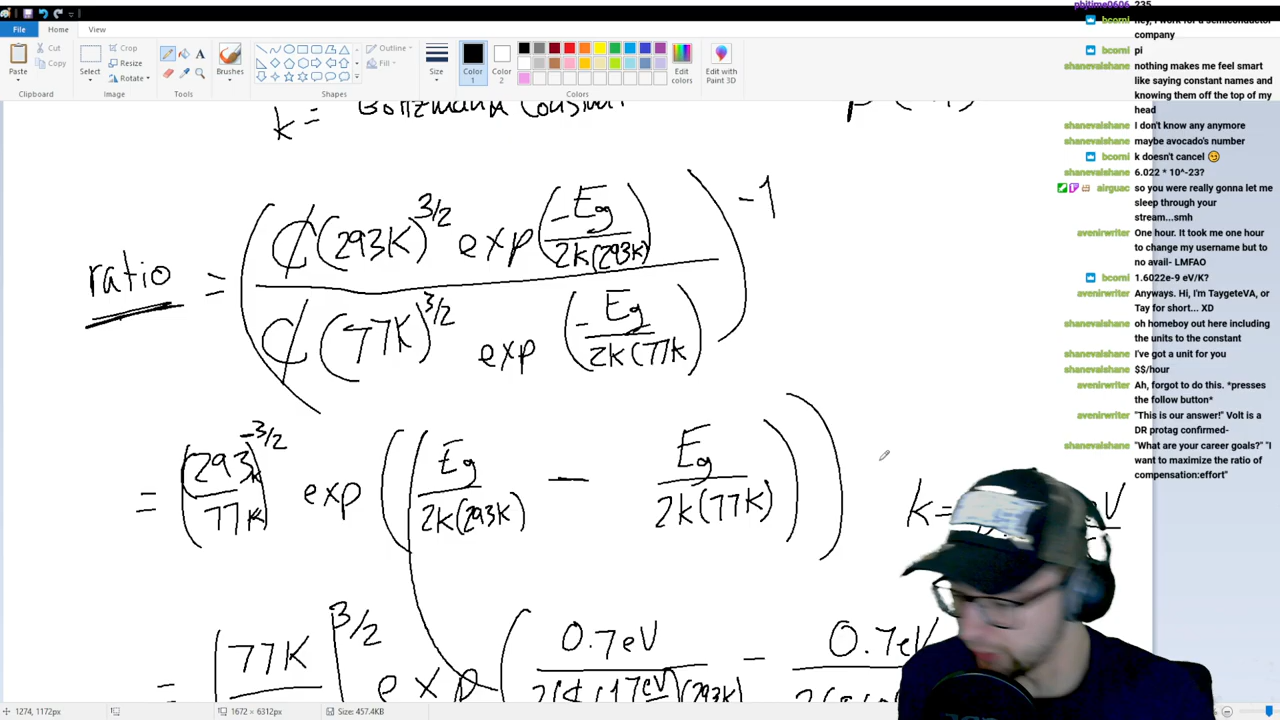 File Home View
Paste
Cut
Copy
Clipboard
Select
Crop
Resize
Rotate
Image
Tools
Brushes
Shapes
Outline
Fill
Size
Color 1
Color 2
Edit colors
Edit with Paint 3D
Colors
k = Boltzmann Constant
ratio = ( C (293K)^3/2 exp( -Eg / 2k(293K) ) / C (77K)^3/2 exp( -Eg / 2k(77K ) )^-1
= ( 293K / 77K )^-3/2 exp( ( Eg / 2k(293K) - Eg / 2k(77K) ) )
k= V
= 77K 3/2 exp ( 0.7eV - 0.7eV
(293K)
pbjtime0606 235
bcorni hey, I work for a semiconductor
company
bcorni pi
shanevalshane nothing makes me feel smart
like saying constant names and
knowing them off the top of my
head
shanevalshane I don't know any anymore
shanevalshane maybe avocado's number
bcorni k doesn't cancel 😏
shanevalshane 6.022 * 10^-23?
airguac so you were really gonna let me
sleep through your
stream...smh
avenirwriter One hour. It took me one hour
to change my username but to
no avail- LMFAO
bcorni 1.6022e-9 eV/K?
avenirwriter Anyways. Hi, I'm TaygeteVA, or
Tay for short... XD
shanevalshane oh homeboy out here including
the units to the constant
shanevalshane I've got a unit for you
shanevalshane $$/hour
avenirwriter Ah, forgot to do this. *presses
the follow button*
avenirwriter "This is our answer!" Volt is a
DR protag confirmed-
shanevalshane "What are your career goals?" "I
want to maximize the ratio of
compensation:effort"
1274, 1172px
1672 × 6312px
Size: 457.4KB